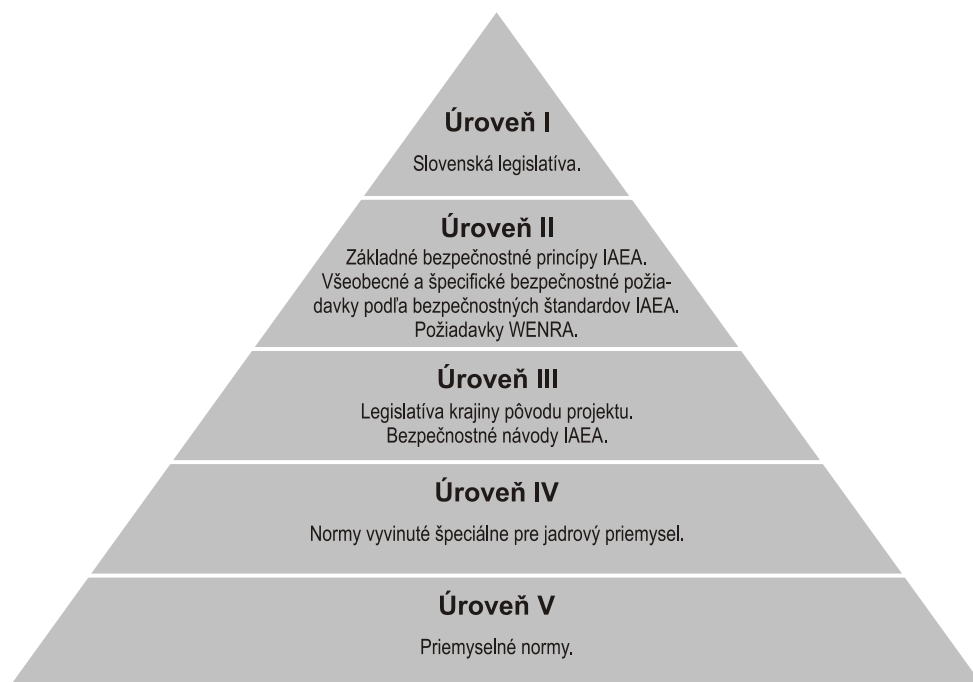 Úroveň I
Slovenská legislatíva.
Úroveň II
Základné bezpečnostné princípy IAEA.
Všeobecné a špecifické bezpečnostné požia-
davky podľa bezpečnostných štandardov IAEA.
Požiadavky WENRA.
Úroveň III
Legislatíva krajiny pôvodu projektu.
Bezpečnostné návody IAEA.
Úroveň IV
Normy vyvinuté špeciálne pre jadrový priemysel.
Úroveň V
Priemyselné normy.